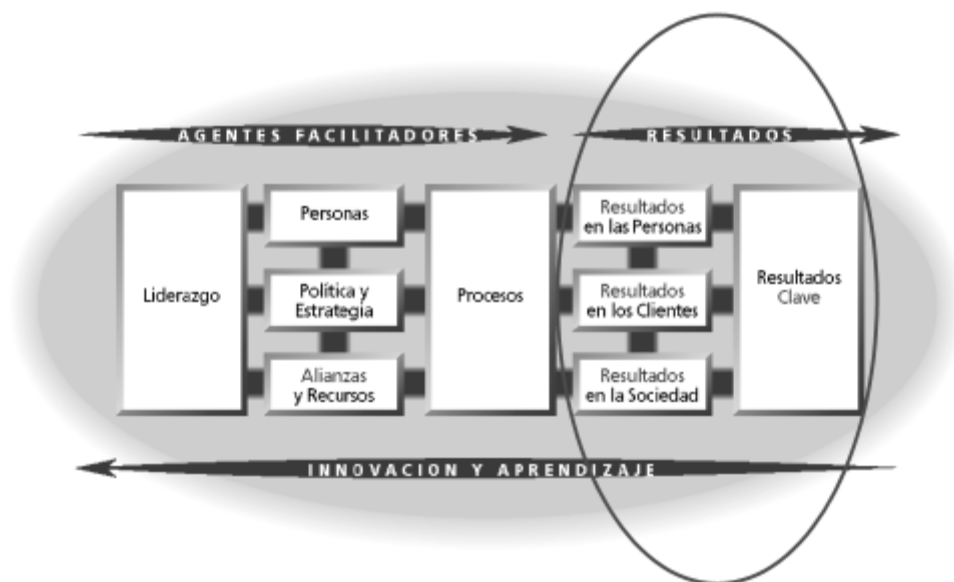 AGENTES FACILITADORES
RESULTADOS
Liderazgo
Personas
Política y
Estrategia
Alianzas
y Recursos
Procesos
Resultados
en las Personas
Resultados
en los Clientes
Resultados
en la Sociedad
Resultados
Clave
INNOVACION Y APRENDIZAJE